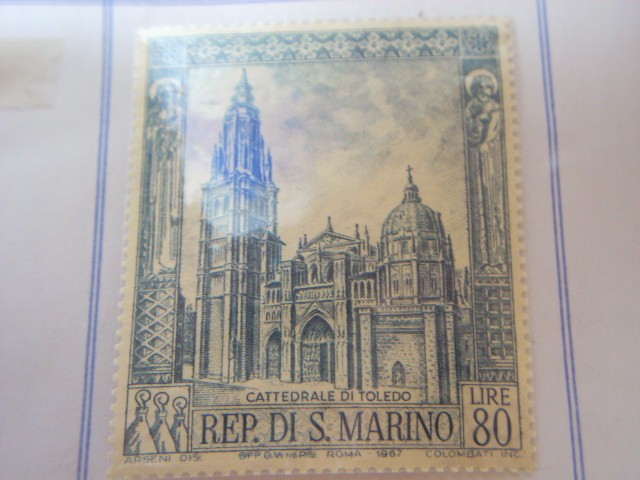 CATTEDRALE DI TOLEDO
LIRE
REP. DI S. MARINO
80
ARSENI DIS. ROMA - 1967 COLOMBATI INC.